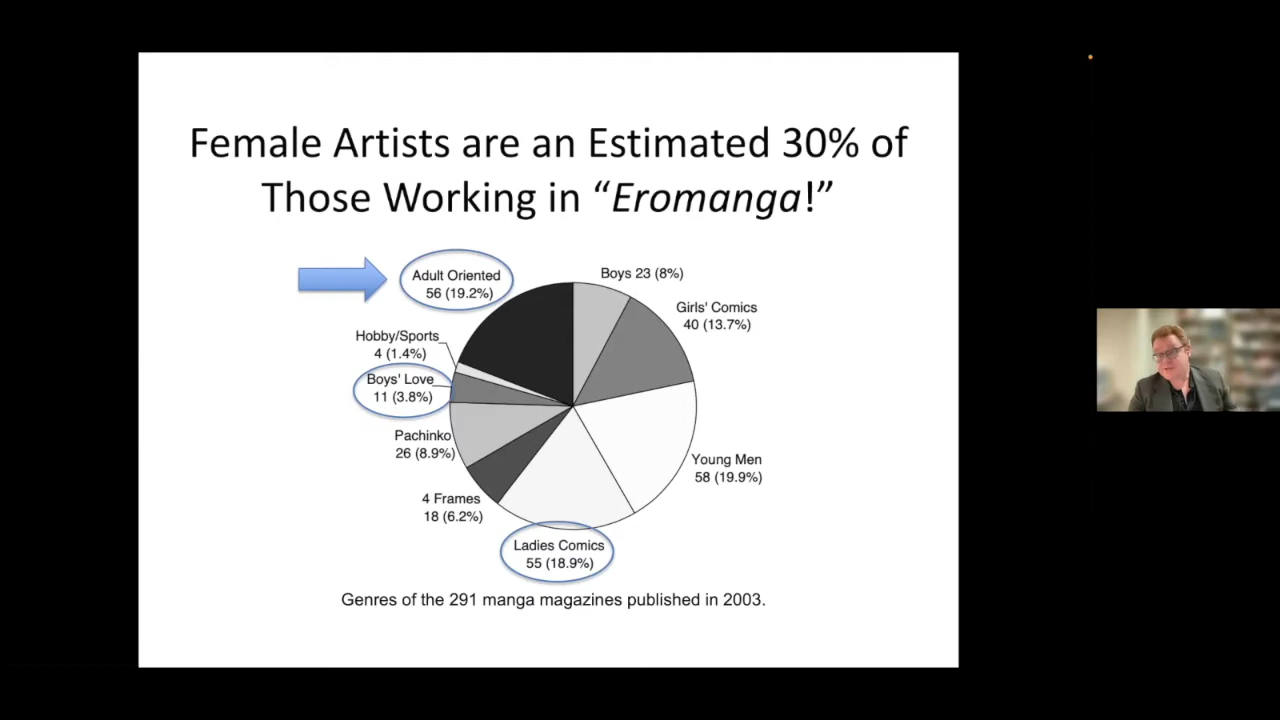 Female Artists are an Estimated 30% of
Those Working in “Eromanga!”
Adult Oriented
56 (19.2%)
Boys 23 (8%)
Girls' Comics
40 (13.7%)
Hobby/Sports
4 (1.4%)
Boys' Love
11 (3.8%)
Pachinko
26 (8.9%)
Young Men
58 (19.9%)
4 Frames
18 (6.2%)
Ladies Comics
55 (18.9%)
Genres of the 291 manga magazines published in 2003.